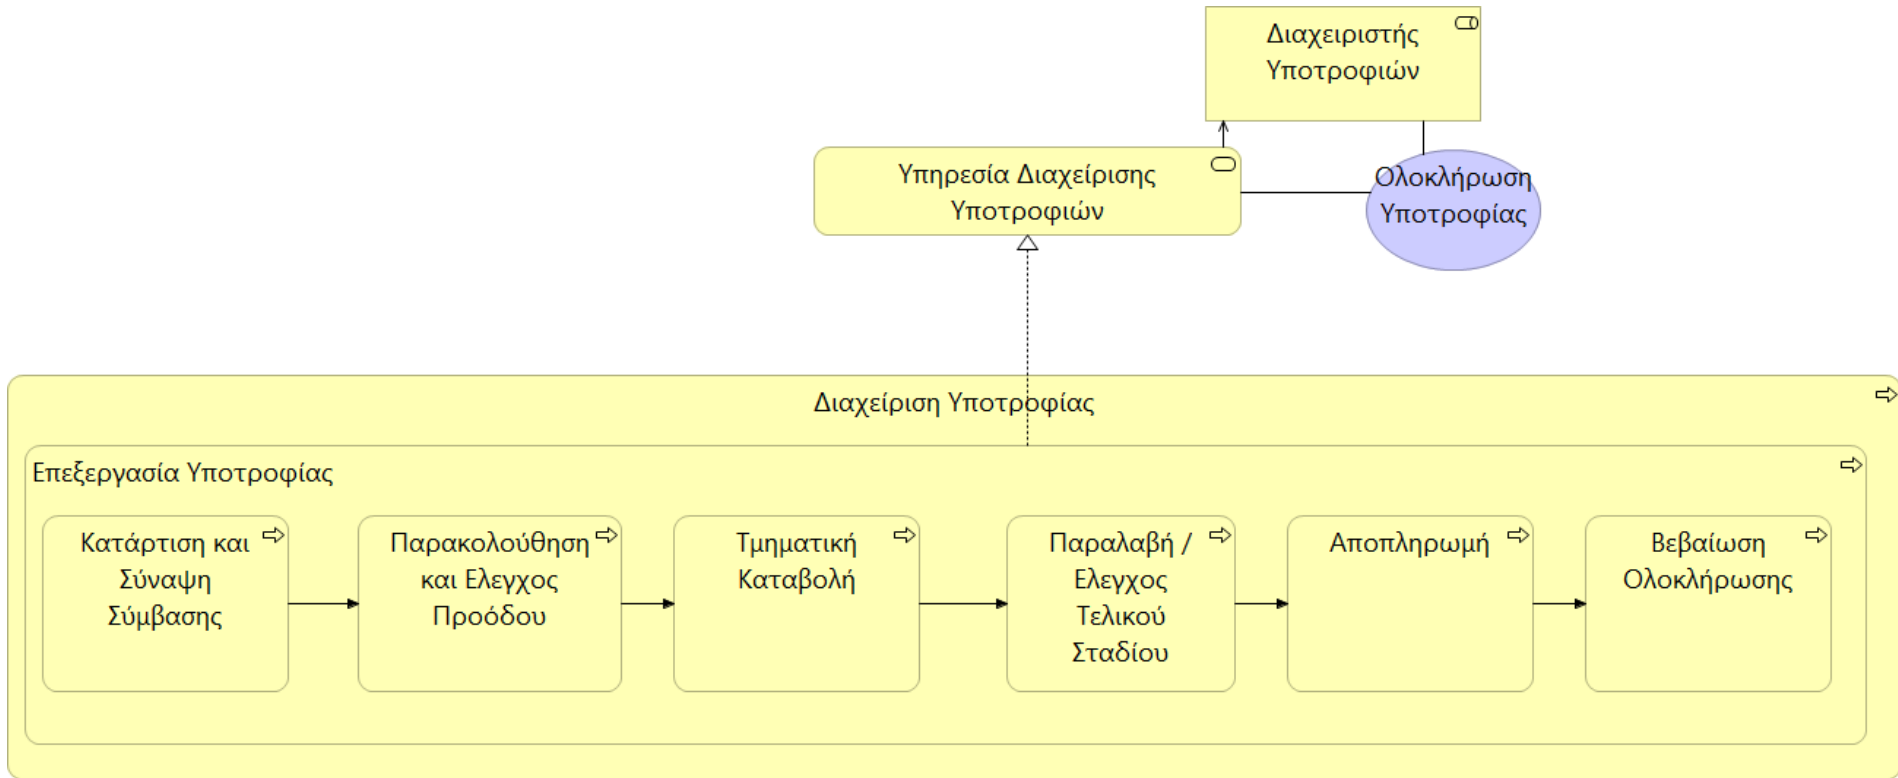 Διαχειριστής
Υποτροφιών
Υπηρεσία Διαχείρισης
Υποτροφιών
Ολοκλήρωση
Υποτροφίας
Διαχείριση Υποτροφίας
Επεξεργασία Υποτροφίας
Κατάρτιση και
Σύναψη
Σύμβασης
Παρακολούθηση
και Ελεγχος
Προόδου
Τμηματική
Καταβολή
Παραλαβή /
Ελεγχος
Τελικού
Σταδίου
Αποπληρωμή
Βεβαίωση
Ολοκλήρωσης